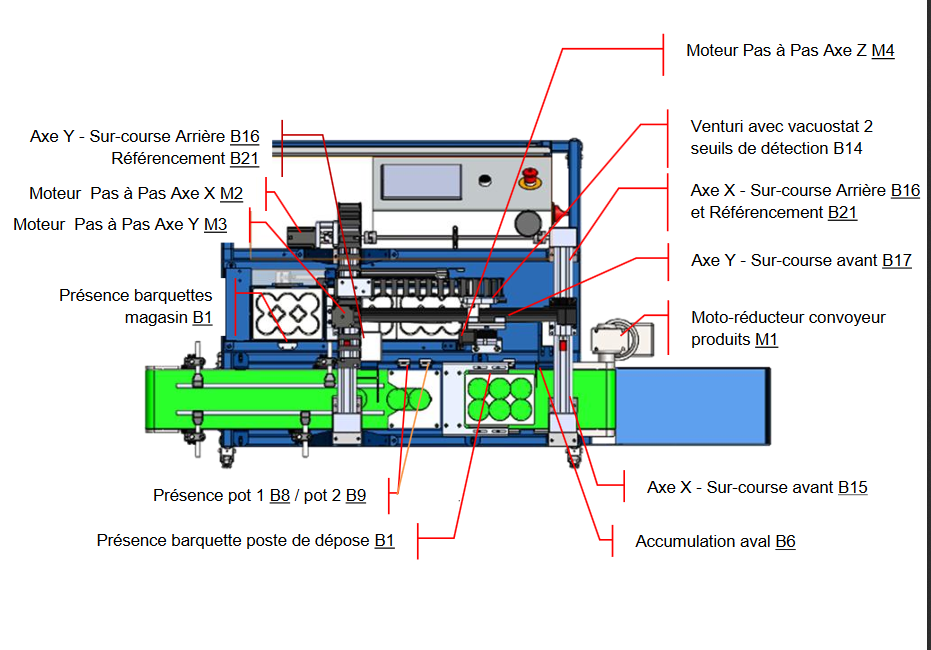 Moteur Pas à Pas Axe Z M4
Axe Y - Sur-course Arrière B16
Référencement B21
Moteur  Pas à Pas Axe X M2
Moteur  Pas à Pas Axe Y M3
Présence barquettes
magasin B1
Venturi avec vacuostat 2
seuils de détection B14
Axe X - Sur-course Arrière B16
et Référencement B21
Axe Y - Sur-course avant B17
Moto-réducteur convoyeur
produits M1
Présence pot 1 B8 / pot 2 B9
Axe X - Sur-course avant B15
Présence barquette poste de dépose B1
Accumulation aval B6